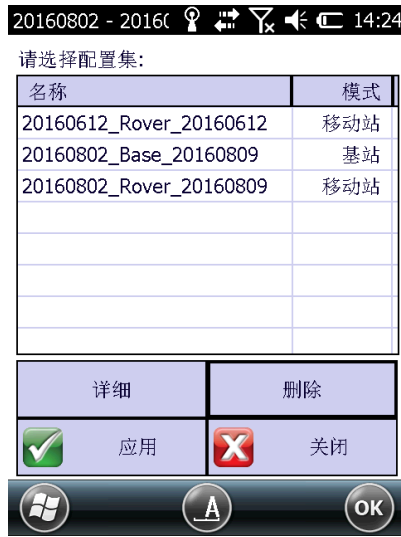 20160802 - 2016( 14:24
请选择配置集:
名称 模式
20160612_Rover_20160612 移动站
20160802_Base_20160809 基站
20160802_Rover_20160809 移动站
详细 删除
应用 关闭
A OK